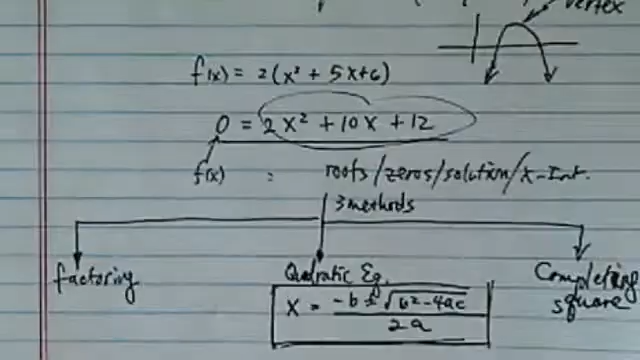 vertex
f(x) = 2(x² + 5x+6)
0 = 2x² + 10x + 12
f(x) : roots/zeros/solution/x-Int.
3 methods
factoring
Quadratic Eq.
x = -b ± √b²-4ac / 2a
Completing
square